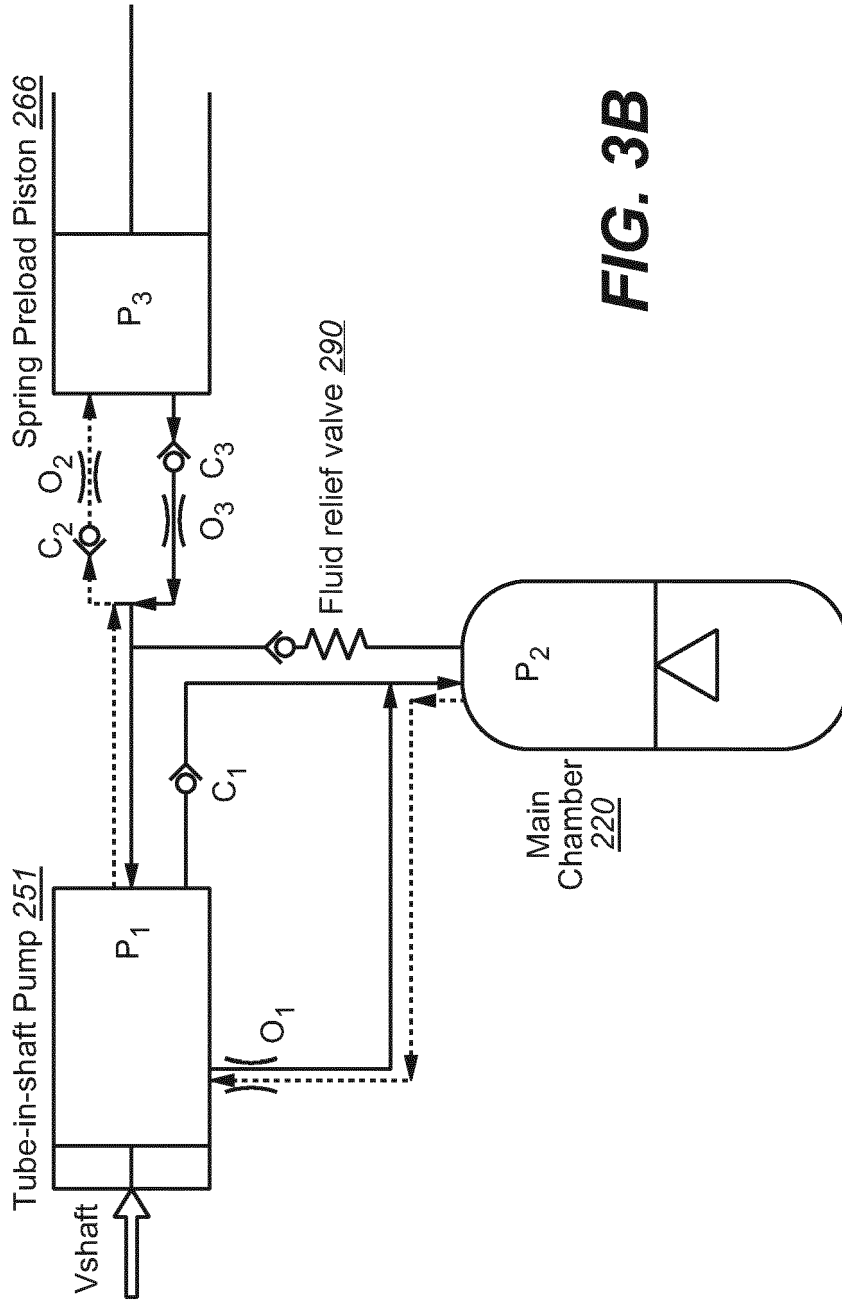 Vshaft
Tube-in-shaft Pump 251
P1
O1
C1
Main
Chamber
220
P2
Fluid relief valve 290
C2
O2
O3
C3
Spring Preload Piston 266
P3
FIG. 3B